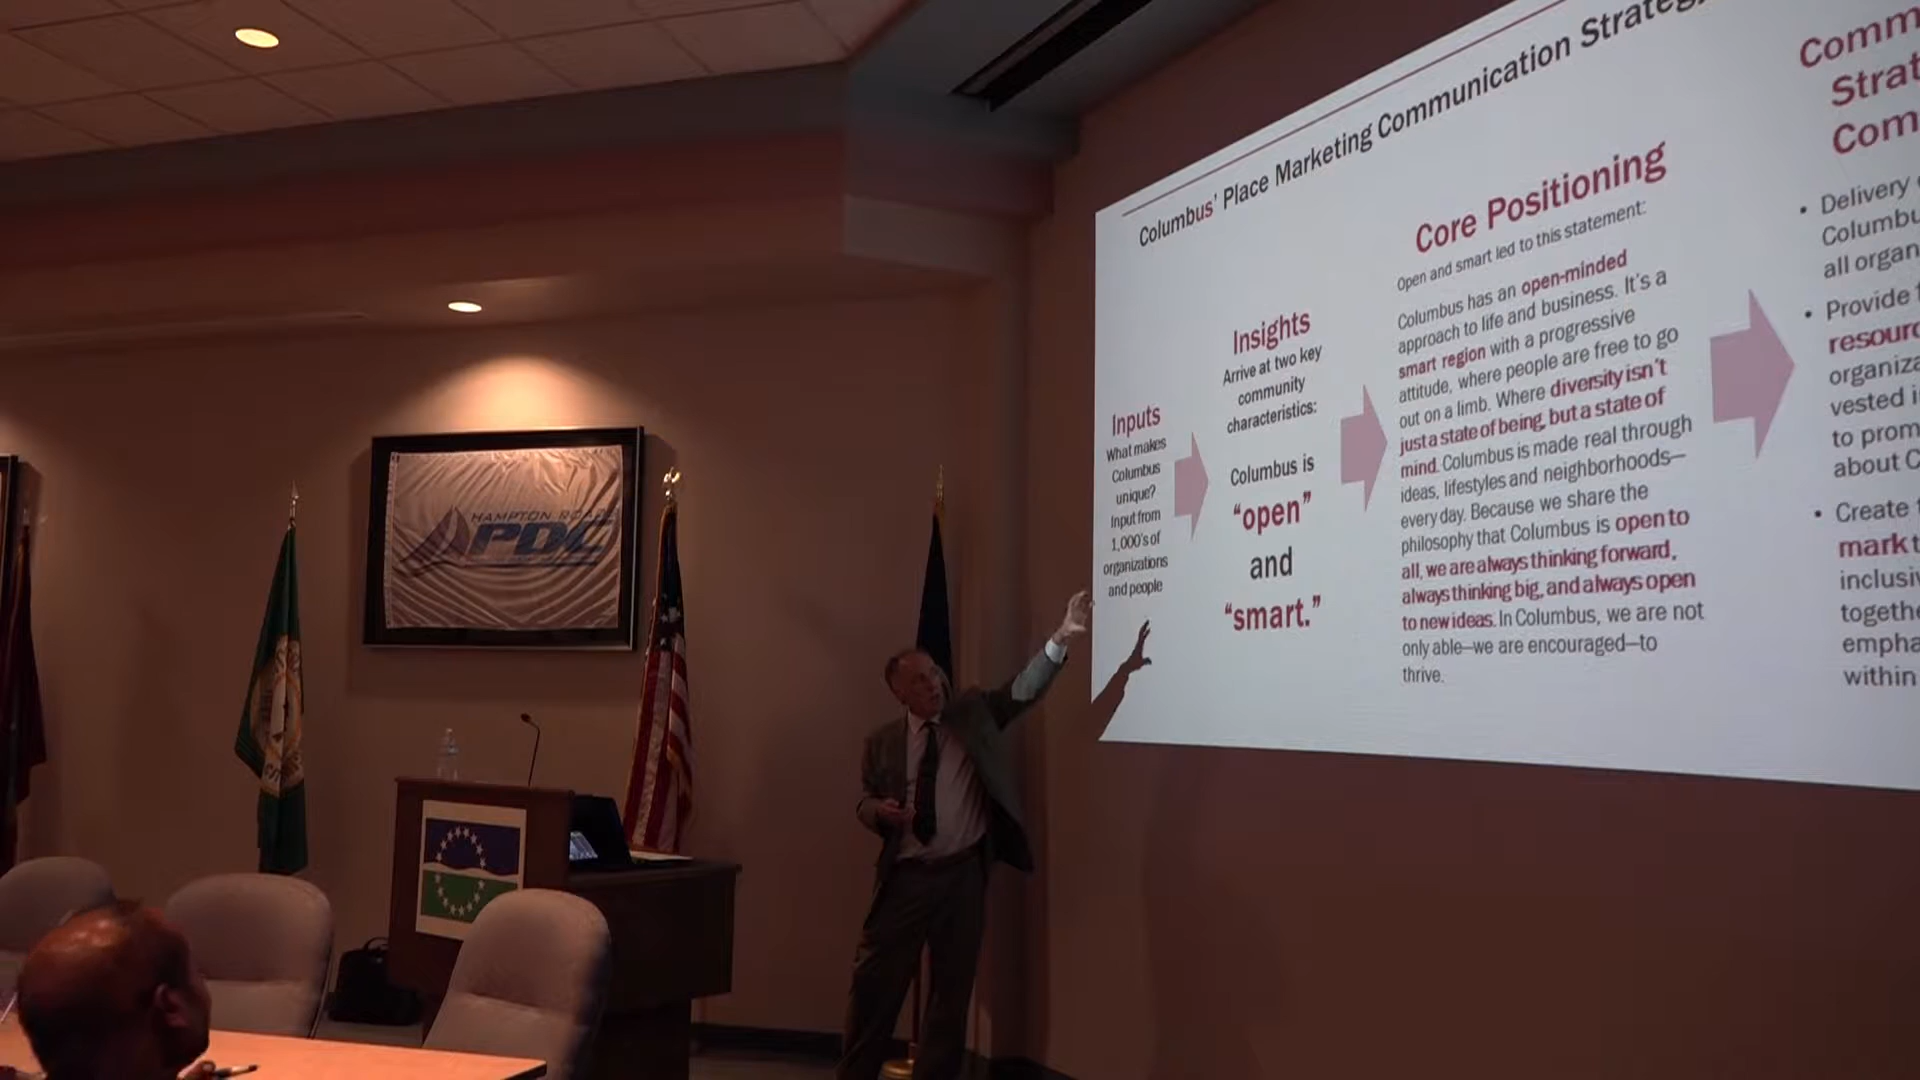 Columbus' Place Marketing Communication
Inputs
What makes
Columbus
unique?
Input from
1,000's of
organizations
and people
Insights
Arrive at two key
community
characteristics:
Columbus is
“open”
and
“smart.”
Core Positioning
Open and smart led to this statement:
Columbus has an open-minded
approach to life and business. It's a
smart region with a progressive
attitude, where people are free to go
out on a limb. Where diversity isn't
just a state of being, but a state of
mind. Columbus is made real through
ideas, lifestyles and neighborhoods—
every day. Because we share the
philosophy that Columbus is open to
all, we are always thinking forward,
always thinking big, and always open
to new ideas. In Columbus, we are not
only able—we are encouraged—to
thrive.
Comm
Strat
Com
• Delivery
Columbu
all organ
• Provide
resourc
organiza
vested i
to prom
about C
• Create
mark t
inclusiv
togethe
empha
within
HAMPTON ROADS
PDC